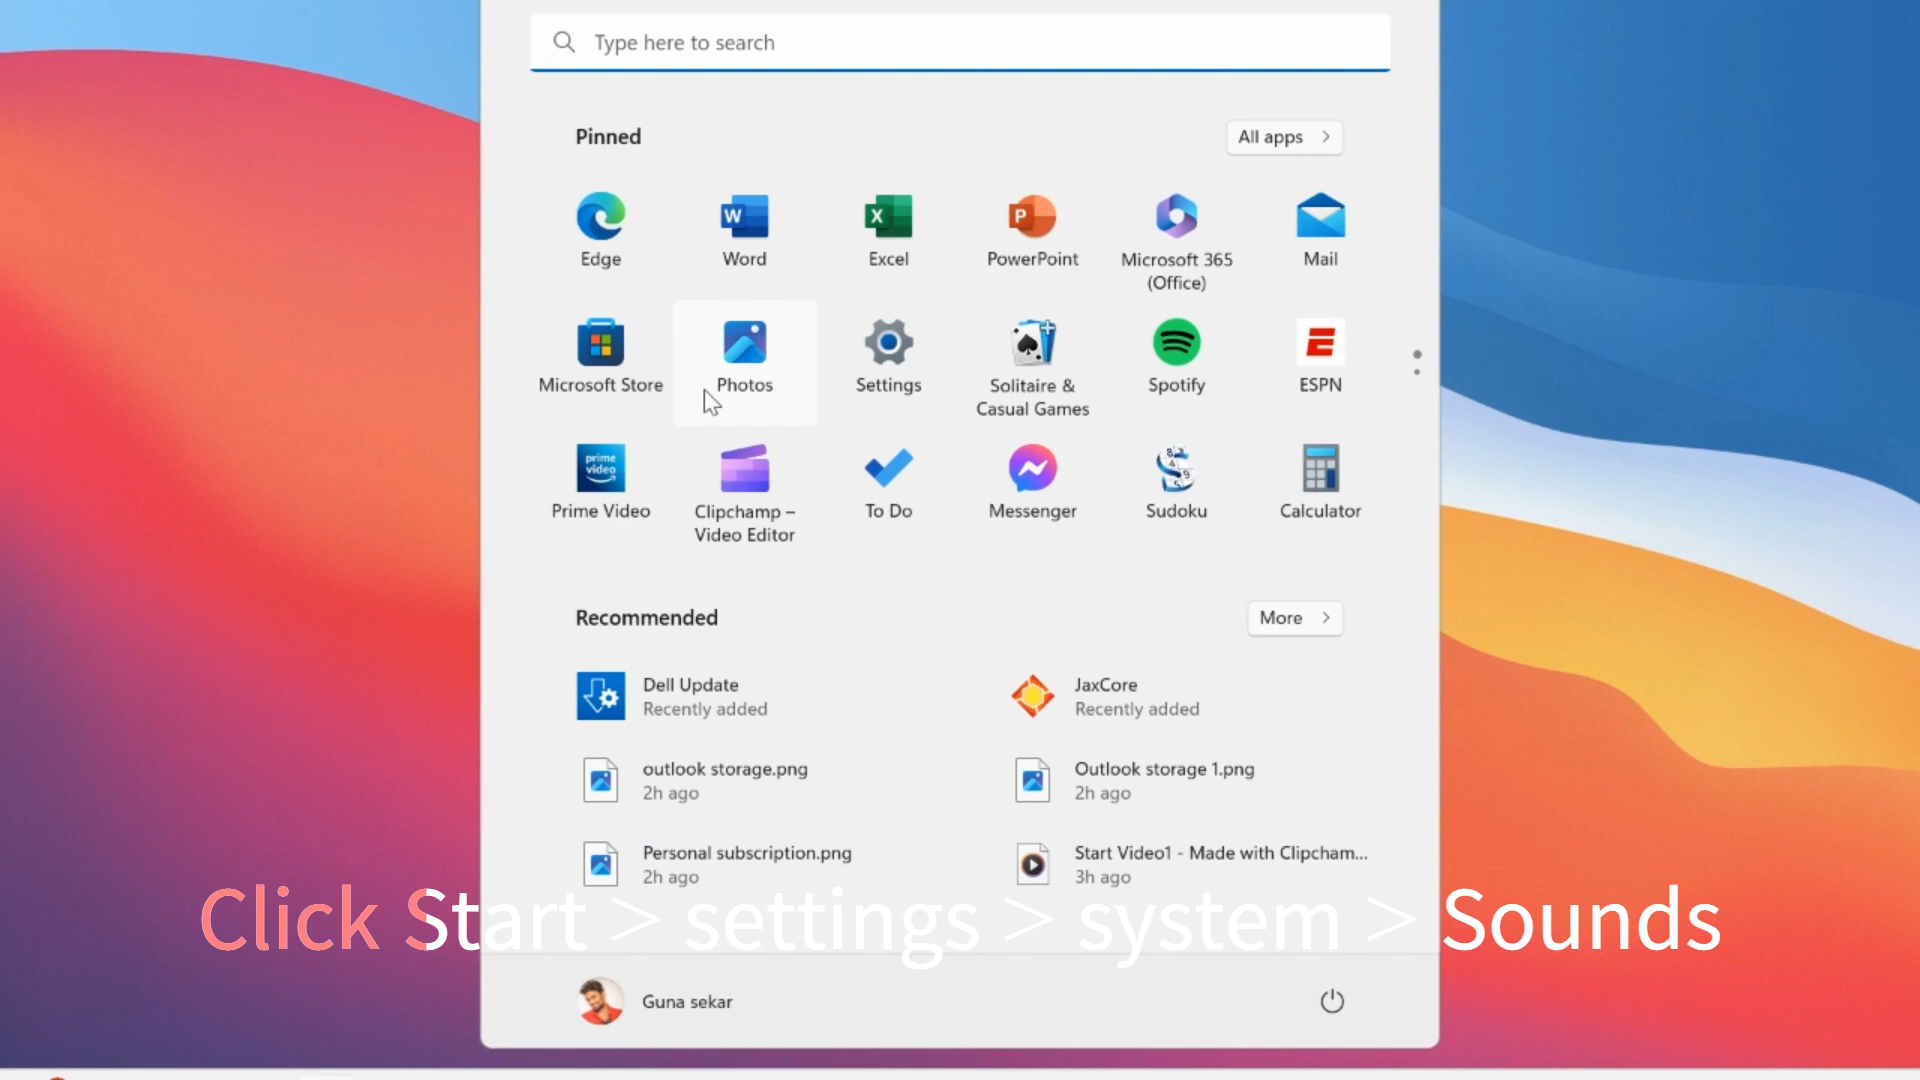 Type here to search
Pinned
All apps
Edge
Word
Excel
PowerPoint
Microsoft 365
(Office)
Mail
Microsoft Store
Photos
Settings
Solitaire &
Casual Games
Spotify
ESPN
prime
video
Prime Video
Clipchamp –
Video Editor
To Do
Messenger
Sudoku
Calculator
Recommended
More
Dell Update
Recently added
JaxCore
Recently added
outlook storage.png
2h ago
Outlook storage 1.png
2h ago
Personal subscription.png
2h ago
Start Video1 - Made with Clipcham...
3h ago
Click Start > settings > system > Sounds
Guna sekar